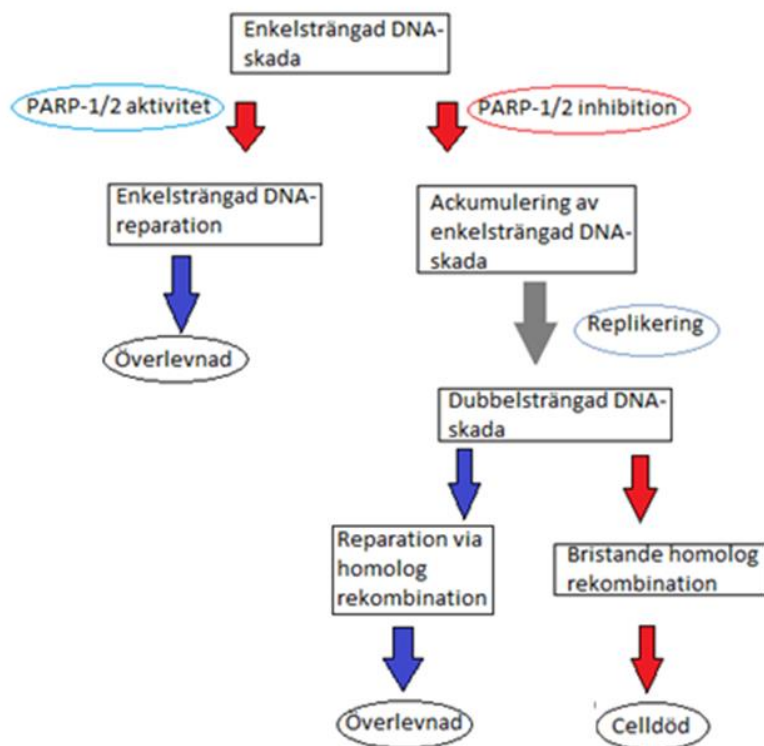 Enkelsträngad DNA-
skada
PARP-1/2 aktivitet
PARP-1/2 inhibition
Enkelsträngad DNA-
reparation
Ackumulering av
enkelsträngad DNA-
skada
Replikering
Överlevnad
Dubbelsträngad DNA-
skada
Reparation via
homolog
rekombination
Bristande homolog
rekombination
Överlevnad
Celldöd